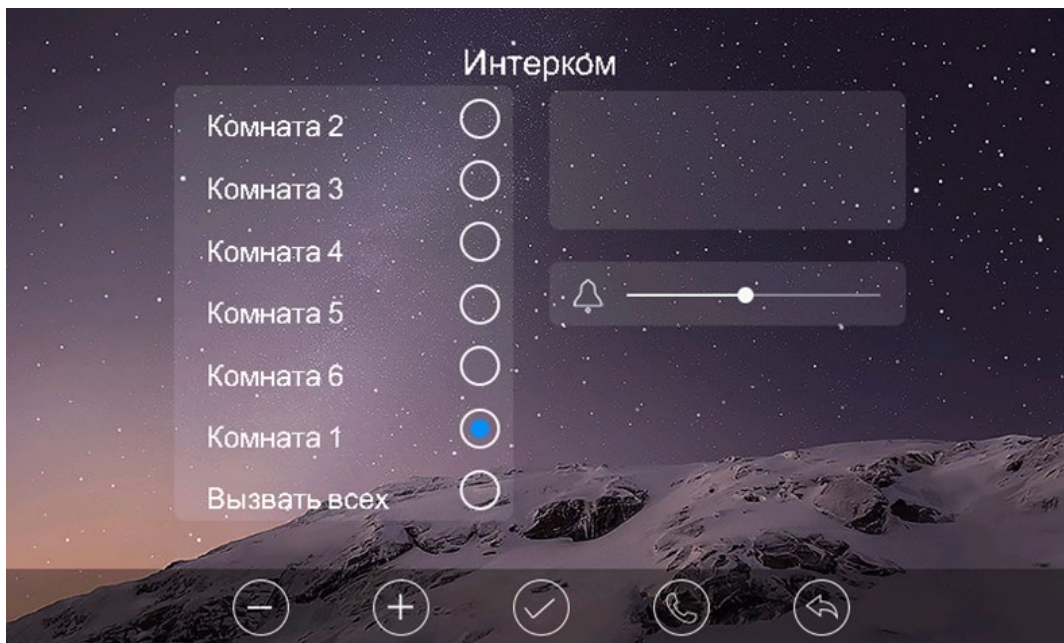 Интерком
Комната 2
Комната 3
Комната 4
Комната 5
Комната 6
Комната 1
Вызвать всех